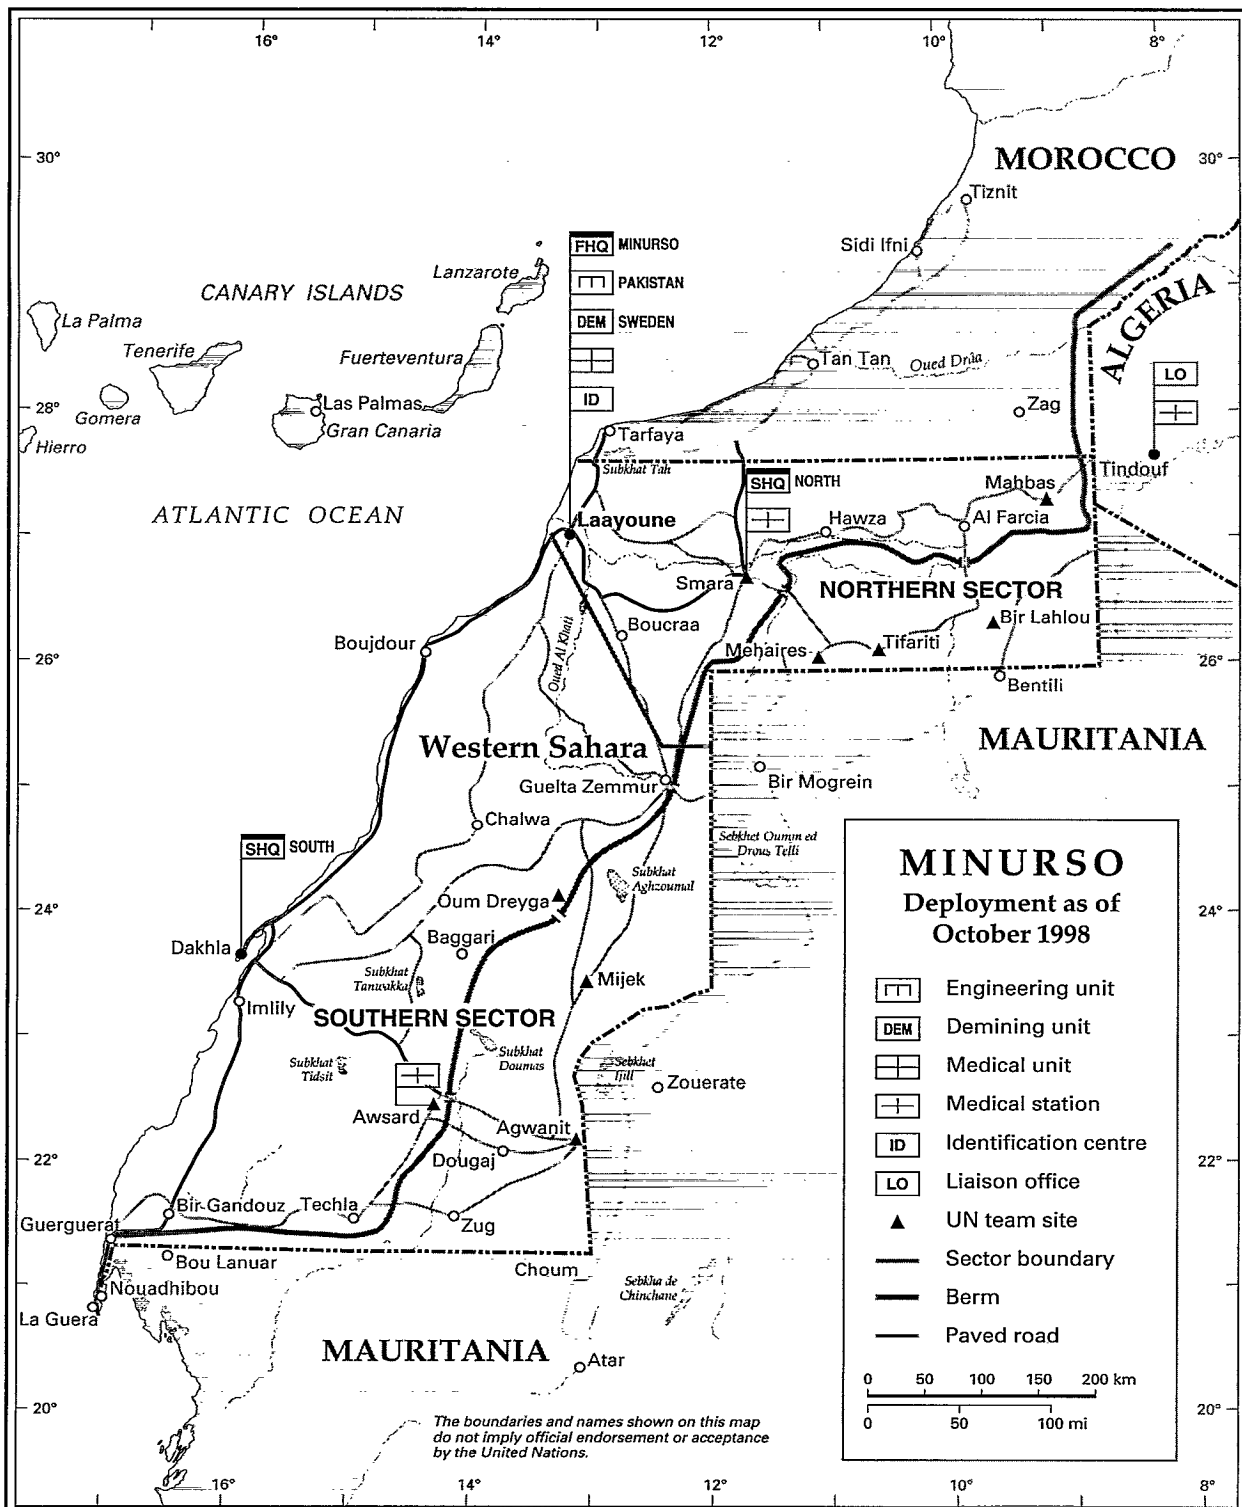 16°
14°
12°
10°
8°
30°
MOROCCO
30°
Tiznit
Sidi Ifni
FHQ MINURSO
PAKISTAN
DEM SWEDEN
ID
Lanzarote
CANARY ISLANDS
La Palma
Tenerife
Fuerteventura
ALGERIA
Tan Tan
Oued Drâa
LO
28°
Las Palmas
Gomera
Gran Canaria
Hierro
Zag
Tarfaya
Subkhat Tah
Tindouf
SHQ NORTH
Mahbas
ATLANTIC OCEAN
Laayoune
Hawza
Al Farcia
Smara
NORTHERN SECTOR
Boucraa
Bir Lahlou
Boujdour
Oued Al Khatt
Mehaires
Tifariti
26°
26°
Bentili
Western Sahara
MAURITANIA
Guelta Zemmur
Bir Mogrein
Chalwa
SHQ SOUTH
Sebkhet Oumm ed
Drous Telli
Subkhat
Aghzoumal
24°
Oum Dreyga
24°
Dakhla
Baggari
Subkhat
Tanuvakka
Mijek
Imlily
SOUTHERN SECTOR
Subkhat
Tidsit
Subkhat
Doumas
Sebkhet
Ijill
Zouerate
Awsard
Agwanit
22°
Dougaj
22°
Bir Gandouz
Techla
Guerguerat
Zug
Bou Lanuar
Choum
Nouadhibou
La Guera
Sebkha de
Chinchane
MAURITANIA
Atar
20°
20°
The boundaries and names shown on this map
do not imply official endorsement or acceptance
by the United Nations.
MINURSO
Deployment as of
October 1998
Engineering unit
DEM Demining unit
Medical unit
Medical station
ID Identification centre
LO Liaison office
UN team site
Sector boundary
Berm
Paved road
0 50 100 150 200 km
0 50 100 mi
16°
14°
12°
10°
8°